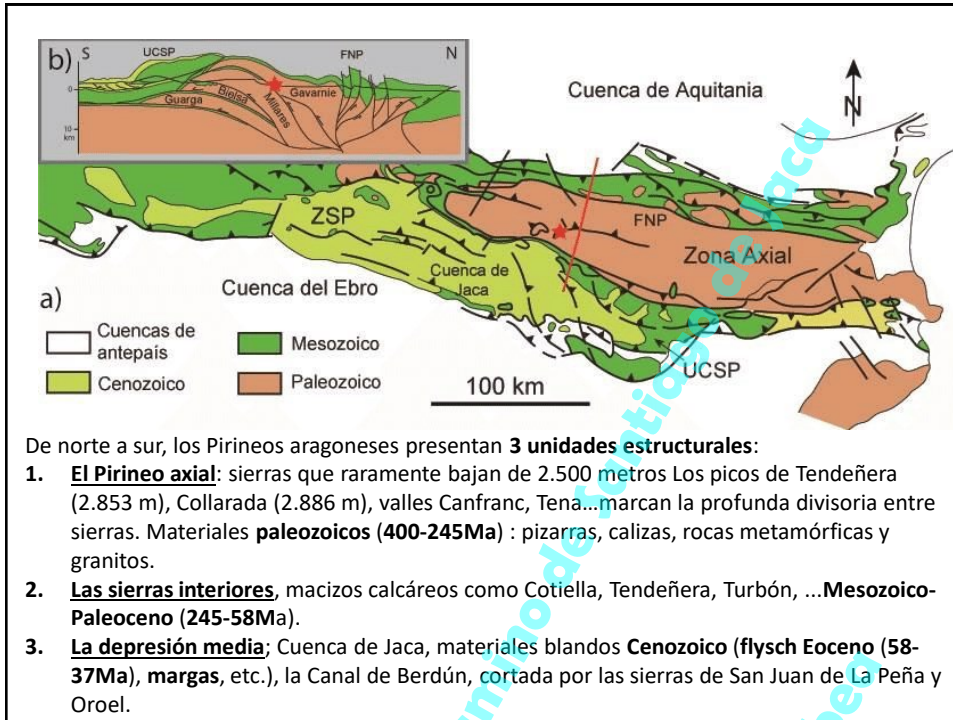 b)
S
UCSP
FNP
N
0
10
km
Guarga
Bielsa
Millares
Gavarnie
Cuenca de Aquitania
N
ZSP
FNP
Zona Axial
Cuenca de
Jaca
Cuenca del Ebro
a)
Cuencas de
antepaís
Mesozoico
Cenozoico
Paleozoico
100 km
UCSP
De norte a sur, los Pirineos aragoneses presentan 3 unidades estructurales:
1. El Pirineo axial: sierras que raramente bajan de 2.500 metros Los picos de Tendeñera
(2.853 m), Collarada (2.886 m), valles Canfranc, Tena…marcan la profunda divisoria entre
sierras. Materiales paleozoicos (400-245Ma) : pizarras, calizas, rocas metamórficas y
granitos.
2. Las sierras interiores, macizos calcáreos como Cotiella, Tendeñera, Turbón, ...Mesozoico-
Paleoceno (245-58Ma).
3. La depresión media; Cuenca de Jaca, materiales blandos Cenozoico (flysch Eoceno (58-
37Ma), margas, etc.), la Canal de Berdún, cortada por las sierras de San Juan de La Peña y
Oroel.
mino de Santiago de Jaca